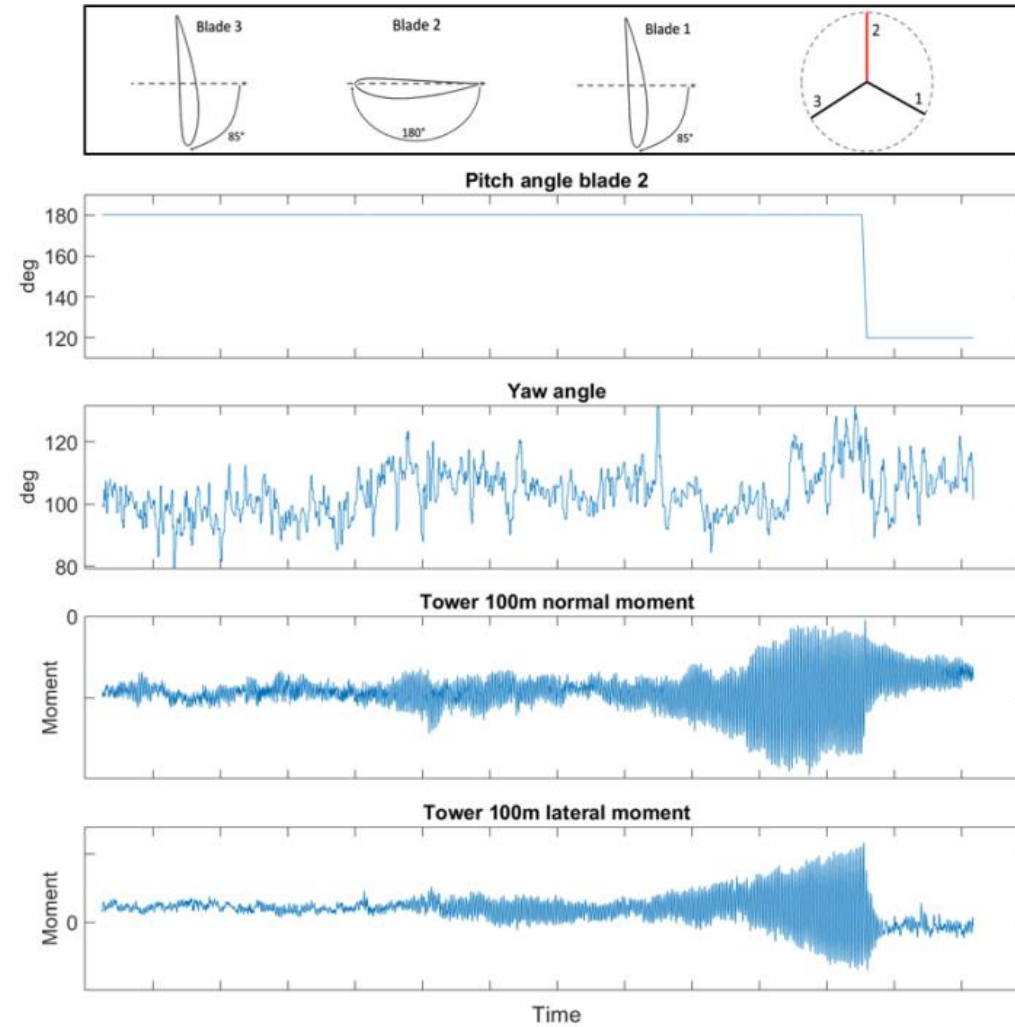 Blade 3
Blade 2
Blade 1
2
3
1
85°
180°
85°
Pitch angle blade 2
180
160
140
120
deg
Yaw angle
120
100
80
deg
Tower 100m normal moment
0
Moment
Tower 100m lateral moment
0
Moment
Time